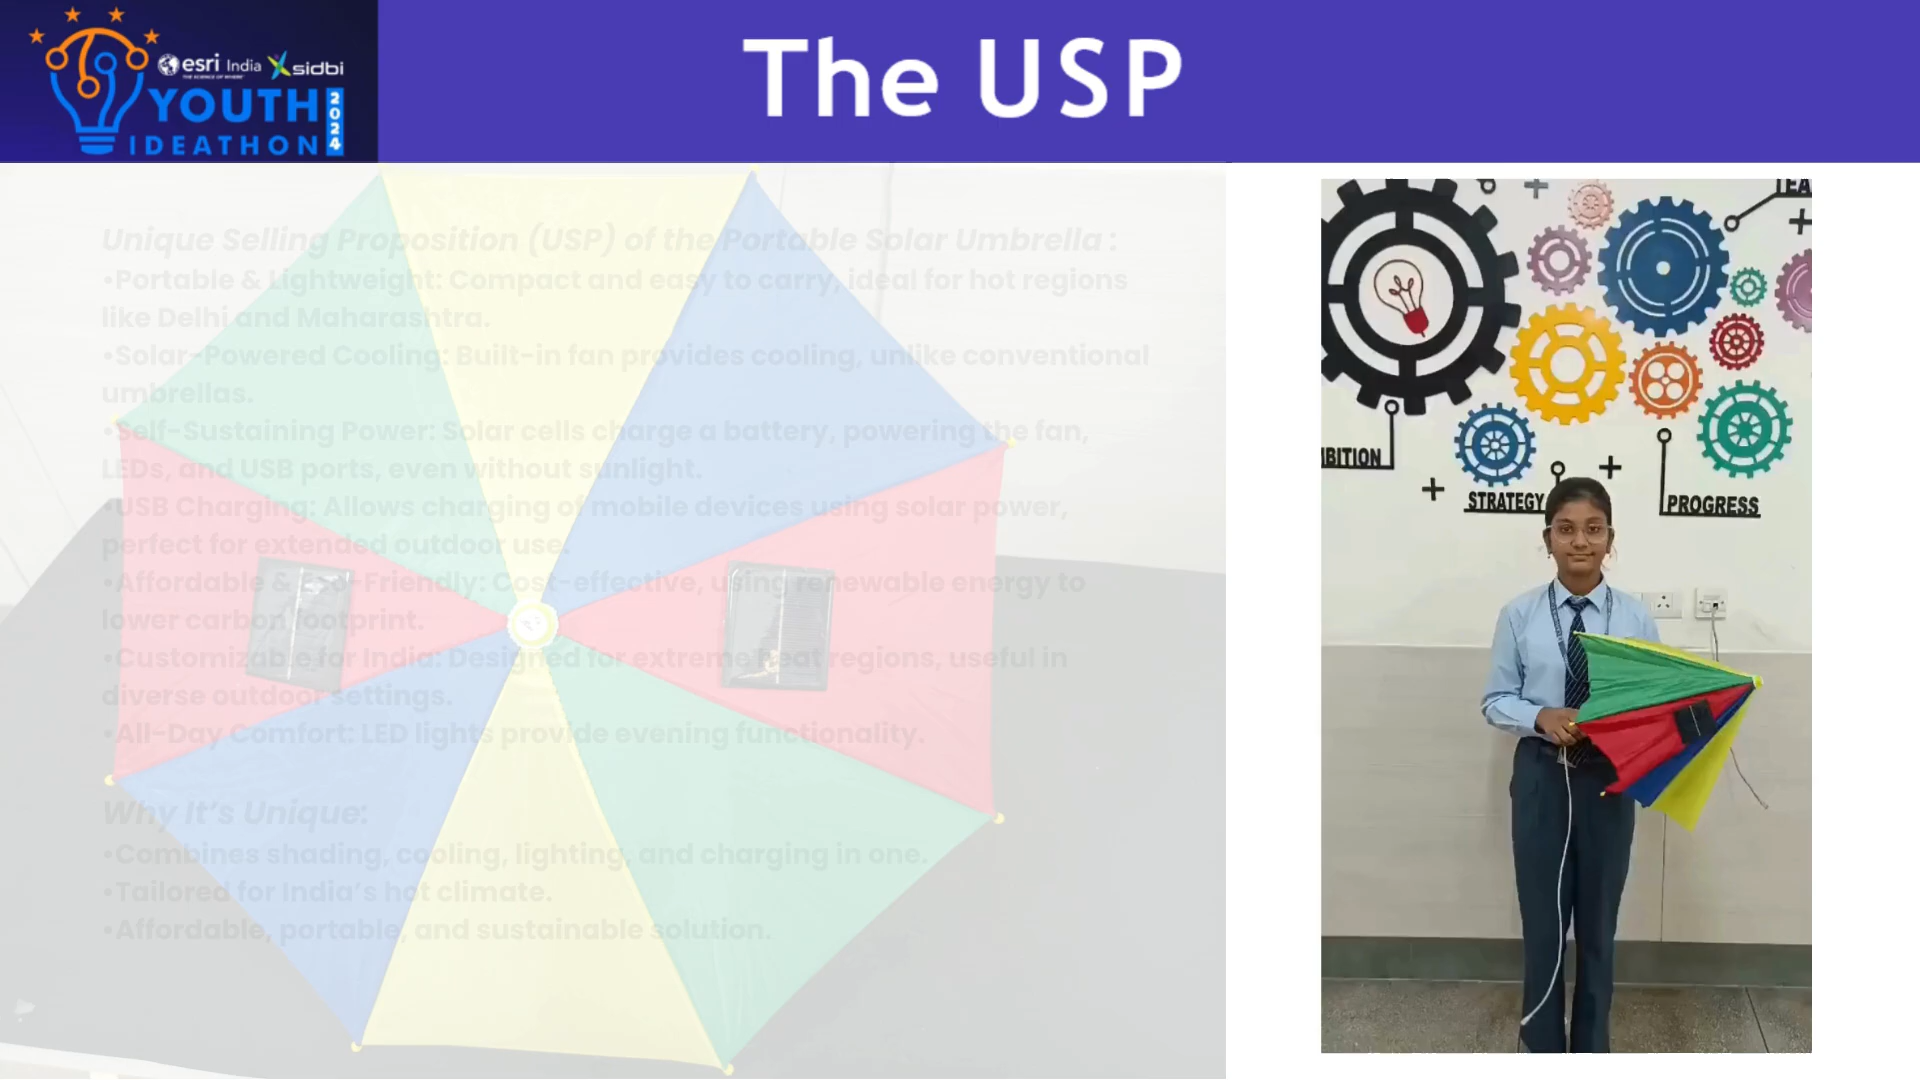 esri India
THE SCIENCE OF WHERE
sidbi
YOUTH
2024
IDEATHON
The USP
Unique Selling Proposition (USP) of the Portable Solar Umbrella :
•Portable & Lightweight: Compact and easy to carry, ideal for hot regions
like Delhi and Maharashtra.
•Solar-Powered Cooling: Built-in fan provides cooling, unlike conventional
umbrellas.
•Self-Sustaining Power: Solar cells charge a battery, powering the fan,
LEDs, and USB ports, even without sunlight.
•USB Charging: Allows charging of mobile devices using solar power,
perfect for extended outdoor use.
•Affordable & Eco-Friendly: Cost-effective, using renewable energy to
lower carbon footprint.
•Customizable for India: Designed for extreme heat regions, useful in
diverse outdoor settings.
•All-Day Comfort: LED lights provide evening functionality.
Why It's Unique:
•Combines shading, cooling, lighting, and charging in one.
•Tailored for India's hot climate.
•Affordable, portable, and sustainable solution.
TEA
BITION
STRATEGY
PROGRESS